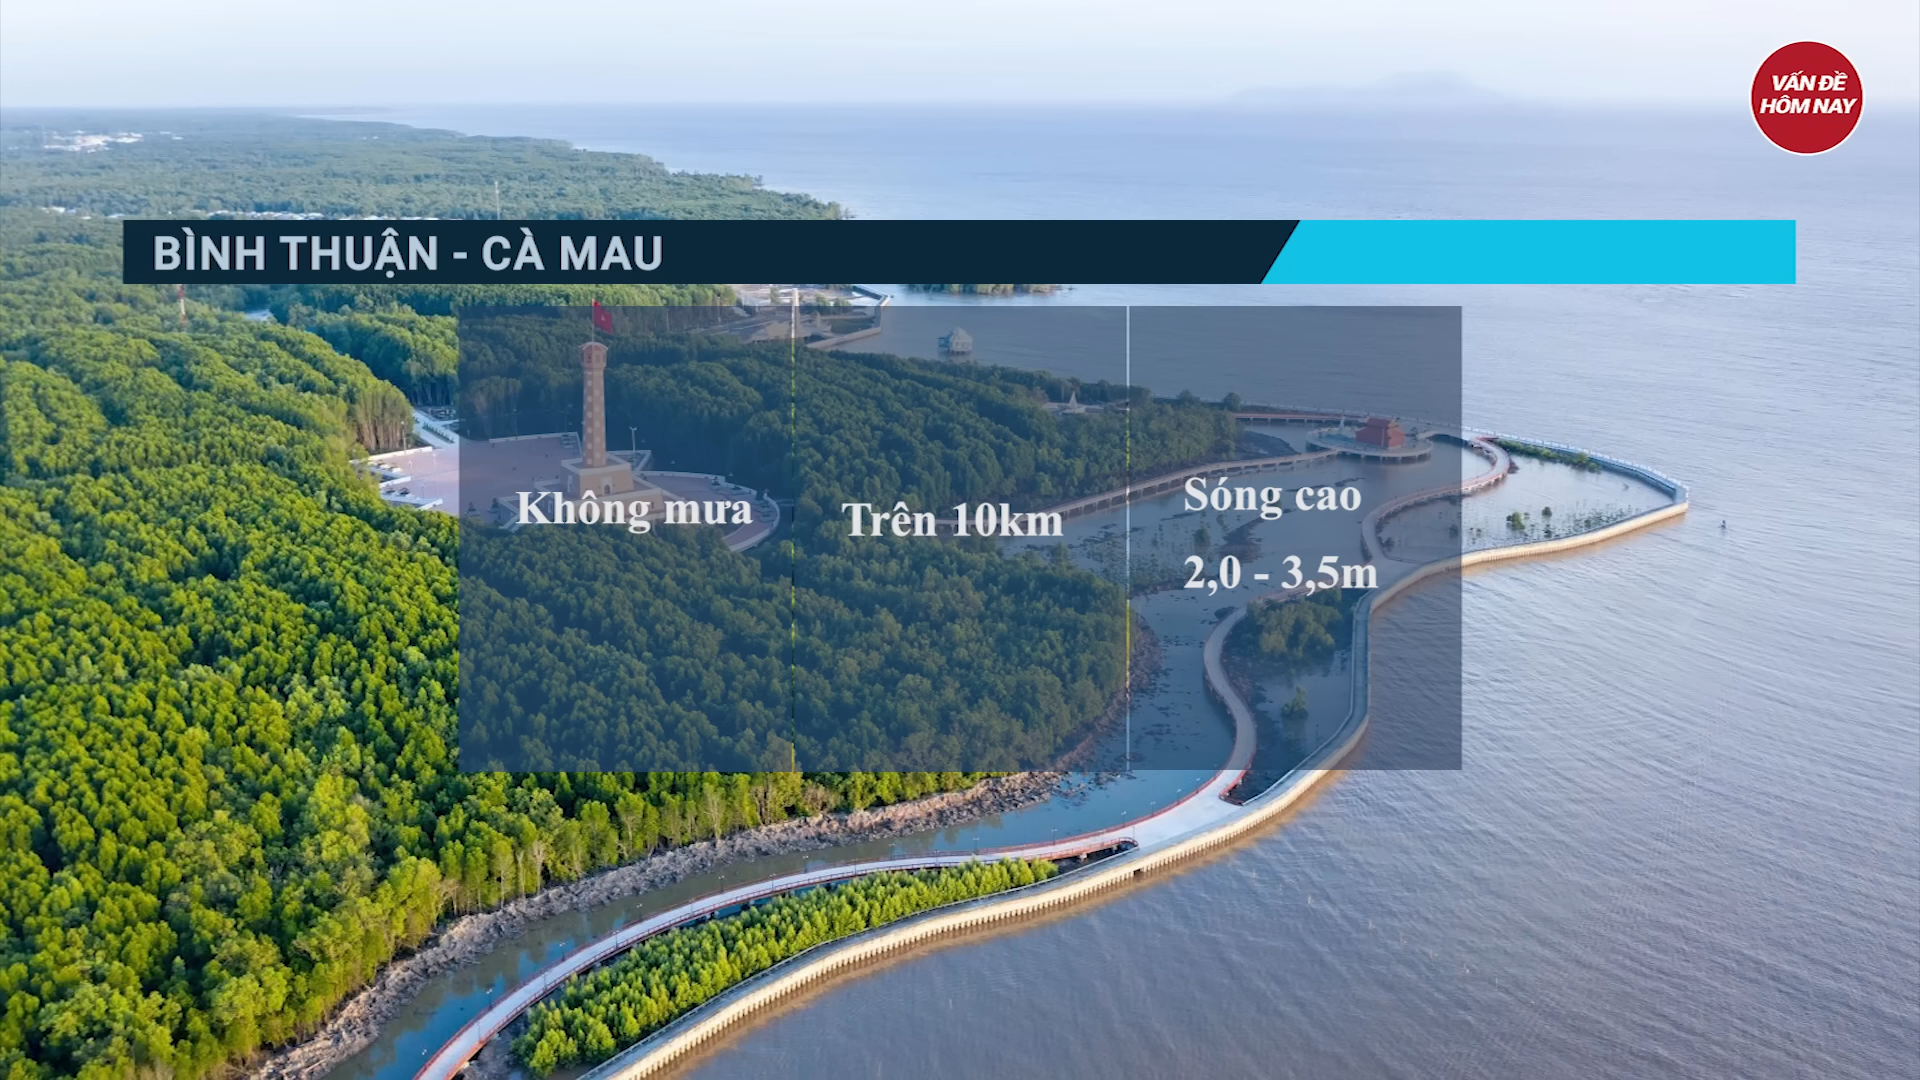 VẤN ĐỀ
HÔM NAY
BÌNH THUẬN - CÀ MAU
Không mưa
Trên 10km
Sóng cao
2,0 - 3,5m